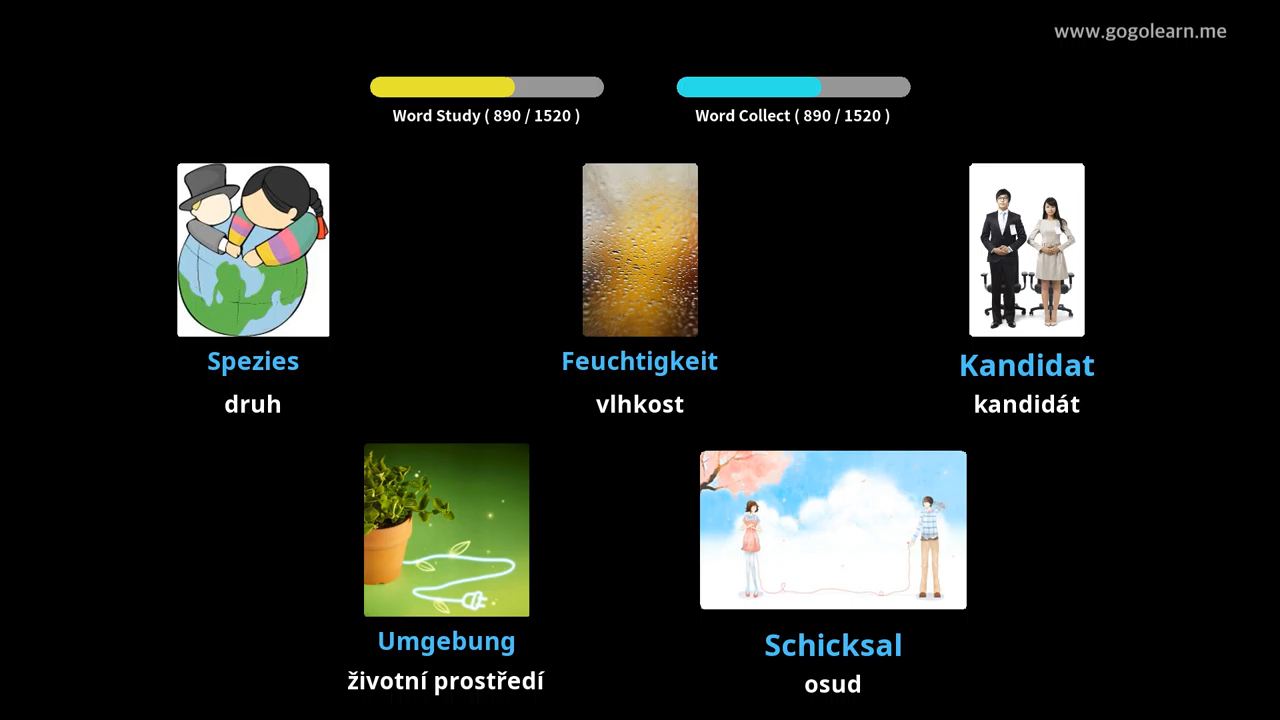 www.gogolearn.me
Word Study ( 890 / 1520 )
Word Collect ( 890 / 1520 )
Spezies
druh
Feuchtigkeit
vlhkost
Kandidat
kandidát
Umgebung
životní prostředí
Schicksal
osud